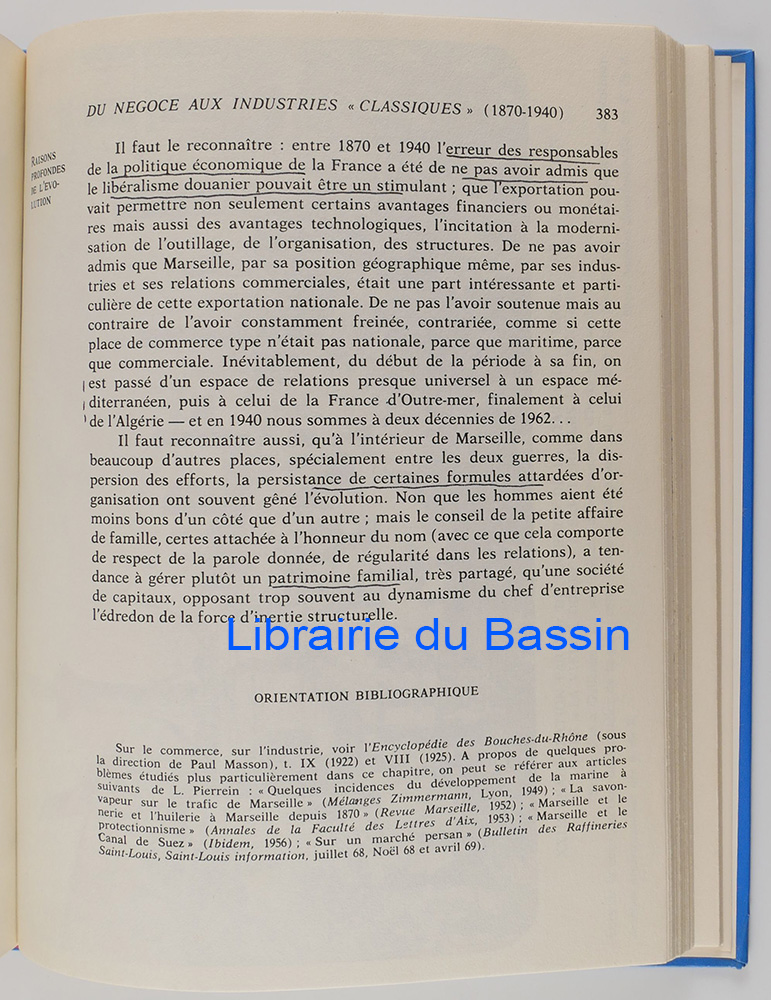 DU NEGOCE AUX INDUSTRIES « CLASSIQUES » (1870-1940) 383
RAISONS
PROFONDES
DE L'EVO-
LUTION
Il faut le reconnaître : entre 1870 et 1940 l'erreur des responsables
de la politique économique de la France a été de ne pas avoir admis que
le libéralisme douanier pouvait être un stimulant ; que l'exportation pou-
vait permettre non seulement certains avantages financiers ou monétai-
res mais aussi des avantages technologiques, l'incitation à la moderni-
sation de l'outillage, de l'organisation, des structures. De ne pas avoir
admis que Marseille, par sa position géographique même, par ses indus-
tries et ses relations commerciales, était une part intéressante et parti-
culière de cette exportation nationale. De ne pas l'avoir soutenue mais au
contraire de l'avoir constamment freinée, contrariée, comme si cette
place de commerce type n'était pas nationale, parce que maritime, parce
que commerciale. Inévitablement, du début de la période à sa fin, on
est passé d'un espace de relations presque universel à un espace mé-
diterranéen, puis à celui de la France d'Outre-mer, finalement à celui
de l'Algérie — et en 1940 nous sommes à deux décennies de 1962...
Il faut reconnaître aussi, qu'à l'intérieur de Marseille, comme dans
beaucoup d'autres places, spécialement entre les deux guerres, la dis-
persion des efforts, la persistance de certaines formules attardées d'or-
ganisation ont souvent gêné l'évolution. Non que les hommes aient été
moins bons d'un côté que d'un autre ; mais le conseil de la petite affaire
de famille, certes attachée à l'honneur du nom (avec ce que cela comporte
de respect de la parole donnée, de régularité dans les relations), a ten-
dance à gérer plutôt un patrimoine familial, très partagé, qu'une société
de capitaux, opposant trop souvent au dynamisme du chef d'entreprise
l'édredon de la force d'inertie structurelle.
Librairie du Bassin
ORIENTATION BIBLIOGRAPHIQUE
Sur le commerce, sur l'industrie, voir l'Encyclopédie des Bouches-du-Rhône (sous
la direction de Paul Masson), t. IX (1922) et VIII (1925). A propos de quelques pro-
blèmes étudiés plus particulièrement dans ce chapitre, on peut se référer aux articles
suivants de L. Pierrein : « Quelques incidences du développement de la marine à
vapeur sur le trafic de Marseille » (Mélanges Zimmermann, Lyon, 1949) ; « La savon-
nerie et l'huilerie à Marseille depuis 1870 » (Revue Marseille, 1952) ; « Marseille et le
protectionnisme » (Annales de la Faculté des Lettres d'Aix, 1953) ; « Marseille et le
Canal de Suez » (Ibidem, 1956) ; « Sur un marché persan » (Bulletin des Raffineries
Saint-Louis, Saint-Louis information, juillet 68, Noël 68 et avril 69).